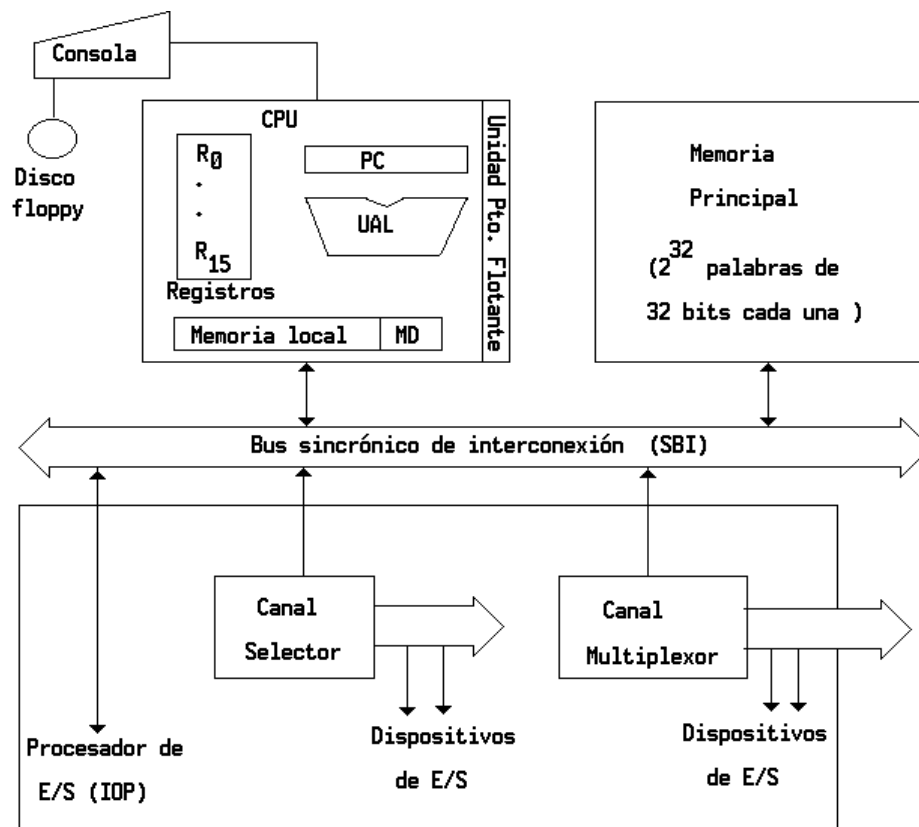 Consola
Disco
floppy
CPU
R0
.
.
R15
Registros
PC
UAL
Memoria local
MD
Unidad Pto. Flotante
Memoria
Principal
(2^32 palabras de
32 bits cada una )
Bus sincrónico de interconexión (SBI)
Canal
Selector
Canal
Multiplexor
Procesador de
E/S (IOP)
Dispositivos
de E/S
Dispositivos
de E/S